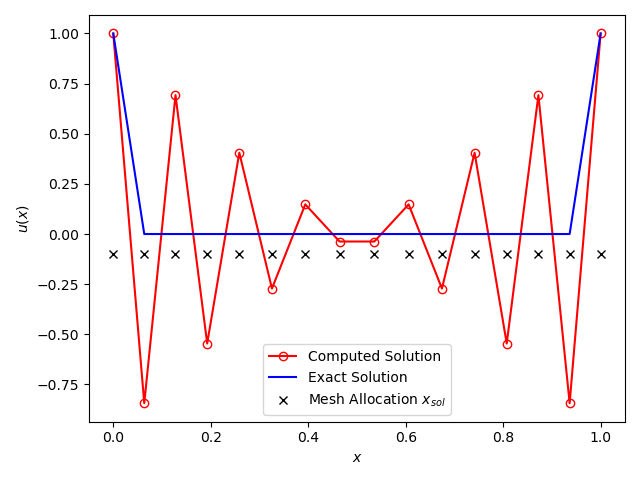 1.00
0.75
0.50
0.25
0.00
−0.25
−0.50
−0.75
u(x)
Computed Solution
Exact Solution
Mesh Allocation x_sol
0.0 0.2 0.4 0.6 0.8 1.0
x